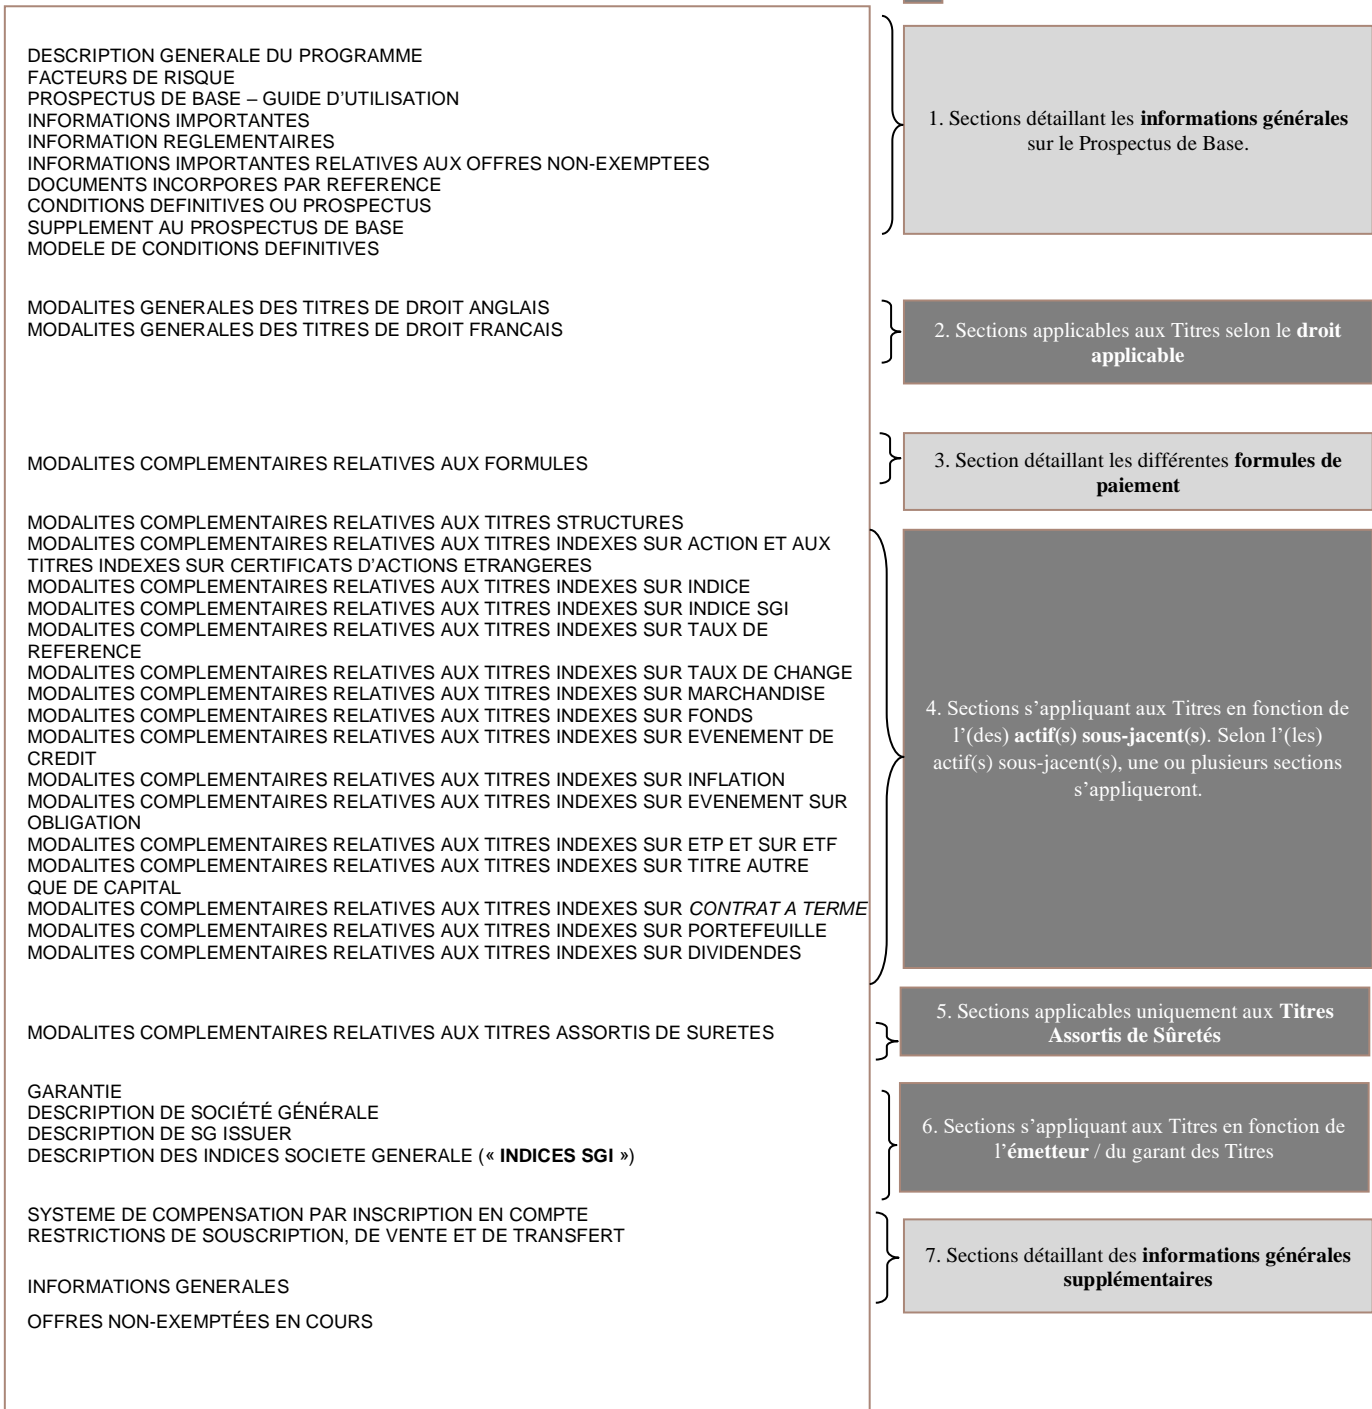 DESCRIPTION GENERALE DU PROGRAMME
FACTEURS DE RISQUE
PROSPECTUS DE BASE – GUIDE D'UTILISATION
INFORMATIONS IMPORTANTES
INFORMATION REGLEMENTAIRES
INFORMATIONS IMPORTANTES RELATIVES AUX OFFRES NON-EXEMPTEES
DOCUMENTS INCORPORES PAR REFERENCE
CONDITIONS DEFINITIVES OU PROSPECTUS
SUPPLEMENT AU PROSPECTUS DE BASE
MODELE DE CONDITIONS DEFINITIVES
1. Sections détaillant les informations générales
sur le Prospectus de Base.
MODALITES GENERALES DES TITRES DE DROIT ANGLAIS
MODALITES GENERALES DES TITRES DE DROIT FRANCAIS
2. Sections applicables aux Titres selon le droit
applicable
MODALITES COMPLEMENTAIRES RELATIVES AUX FORMULES
3. Section détaillant les différentes formules de
paiement
MODALITES COMPLEMENTAIRES RELATIVES AUX TITRES STRUCTURES
MODALITES COMPLEMENTAIRES RELATIVES AUX TITRES INDEXES SUR ACTION ET AUX
TITRES INDEXES SUR CERTIFICATS D'ACTIONS ETRANGERES
MODALITES COMPLEMENTAIRES RELATIVES AUX TITRES INDEXES SUR INDICE
MODALITES COMPLEMENTAIRES RELATIVES AUX TITRES INDEXES SUR INDICE SGI
MODALITES COMPLEMENTAIRES RELATIVES AUX TITRES INDEXES SUR TAUX DE
REFERENCE
MODALITES COMPLEMENTAIRES RELATIVES AUX TITRES INDEXES SUR TAUX DE CHANGE
MODALITES COMPLEMENTAIRES RELATIVES AUX TITRES INDEXES SUR MARCHANDISE
MODALITES COMPLEMENTAIRES RELATIVES AUX TITRES INDEXES SUR FONDS
MODALITES COMPLEMENTAIRES RELATIVES AUX TITRES INDEXES SUR EVENEMENT DE
CREDIT
MODALITES COMPLEMENTAIRES RELATIVES AUX TITRES INDEXES SUR INFLATION
MODALITES COMPLEMENTAIRES RELATIVES AUX TITRES INDEXES SUR EVENEMENT SUR
OBLIGATION
MODALITES COMPLEMENTAIRES RELATIVES AUX TITRES INDEXES SUR ETP ET SUR ETF
MODALITES COMPLEMENTAIRES RELATIVES AUX TITRES INDEXES SUR TITRE AUTRE
QUE DE CAPITAL
MODALITES COMPLEMENTAIRES RELATIVES AUX TITRES INDEXES SUR CONTRAT A TERME
MODALITES COMPLEMENTAIRES RELATIVES AUX TITRES INDEXES SUR PORTEFEUILLE
MODALITES COMPLEMENTAIRES RELATIVES AUX TITRES INDEXES SUR DIVIDENDES
4. Sections s’appliquant aux Titres en fonction de
l’(des) actif(s) sous-jacent(s). Selon l’(les)
actif(s) sous-jacent(s), une ou plusieurs sections
s’appliqueront.
MODALITES COMPLEMENTAIRES RELATIVES AUX TITRES ASSORTIS DE SURETES
5. Sections applicables uniquement aux Titres
Assortis de Sûretés
GARANTIE
DESCRIPTION DE SOCIÉTÉ GÉNÉRALE
DESCRIPTION DE SG ISSUER
DESCRIPTION DES INDICES SOCIETE GENERALE (« INDICES SGI »)
6. Sections s’appliquant aux Titres en fonction de
l’émetteur / du garant des Titres
SYSTEME DE COMPENSATION PAR INSCRIPTION EN COMPTE
RESTRICTIONS DE SOUSCRIPTION, DE VENTE ET DE TRANSFERT
INFORMATIONS GENERALES
OFFRES NON-EXEMPTÉES EN COURS
7. Sections détaillant des informations générales
supplémentaires